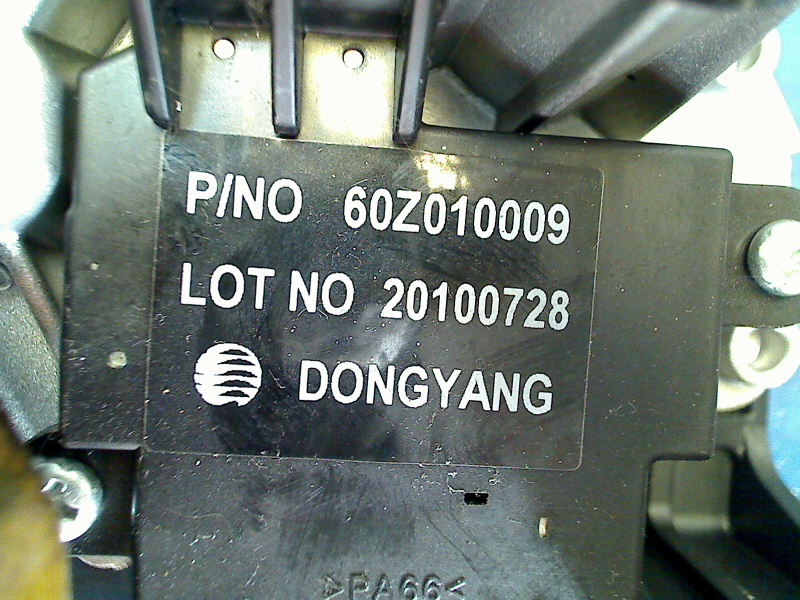 P/NO 60Z010009
LOT NO 20100728
DONGYANG
>PA66<